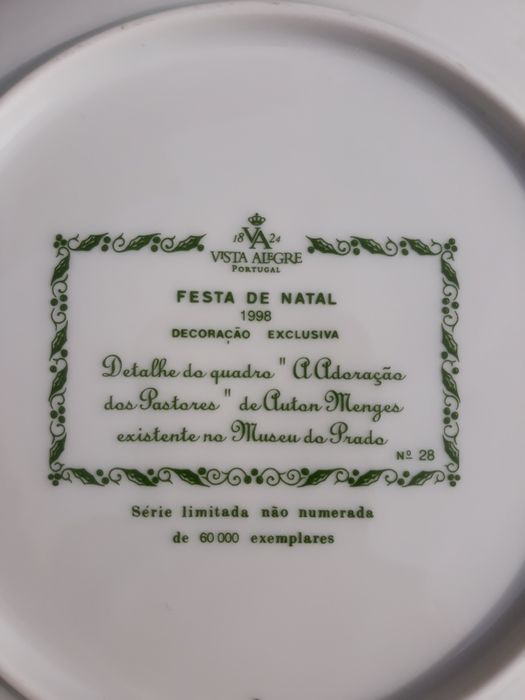 18 VA 24
VISTA ALEGRE
PORTUGAL
FESTA DE NATAL
1998
DECORAÇÃO EXCLUSIVA
Detalhe do quadro "A Adoração
dos Pastores" de Auton Menges
existente no Museu do Prado
Nº 28
Série limitada não numerada
de 60 000 exemplares